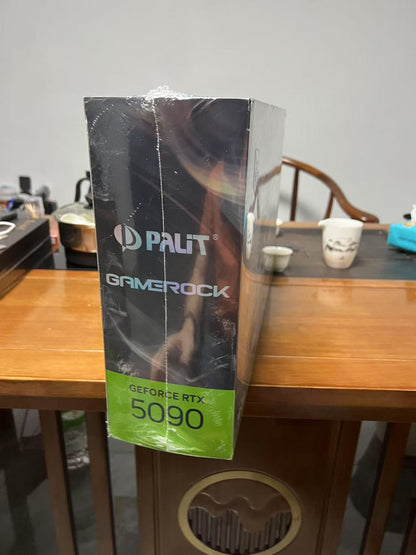 PALIT®
GAMEROCK
GEFORCE RTX
5090